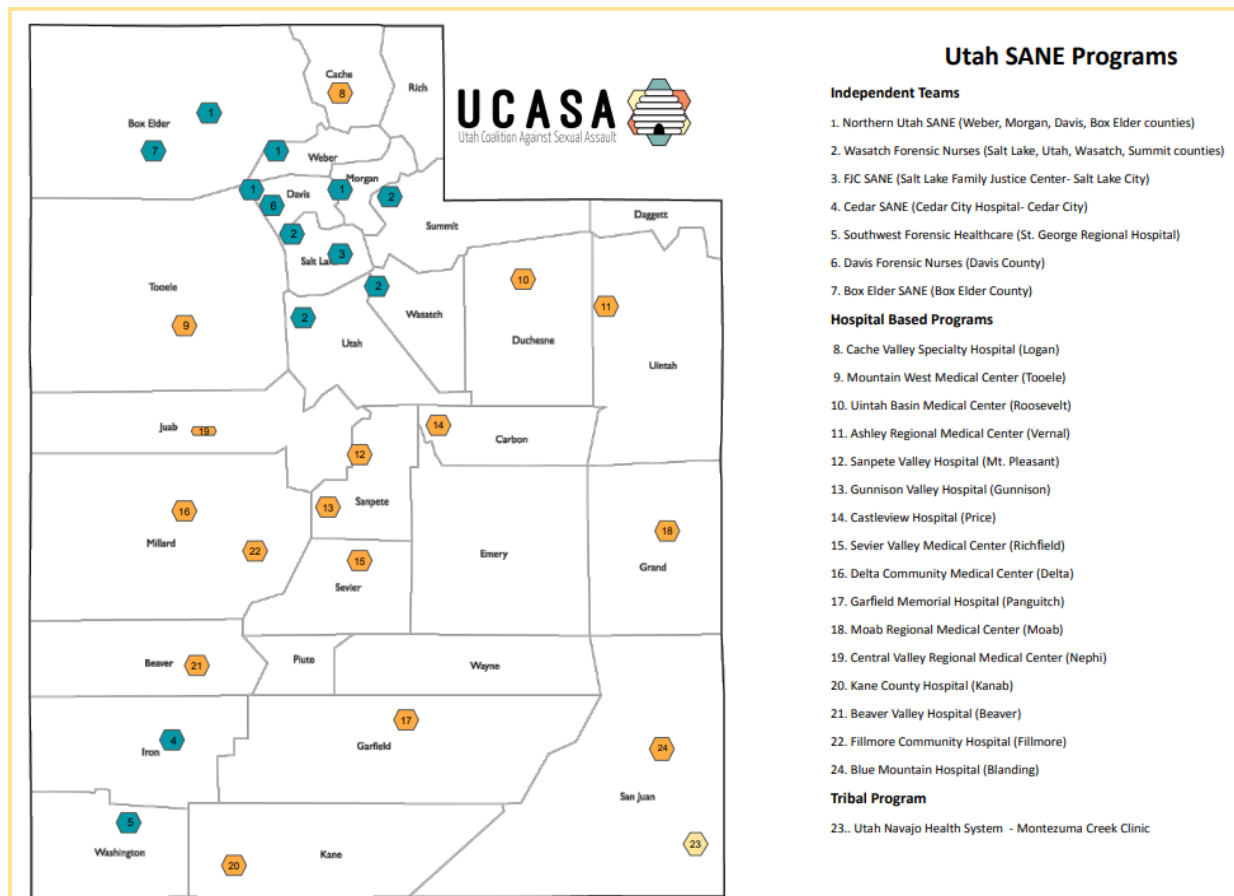 Cache
8
Rich
UCASA
Utah Coalition Against Sexual Assault
1
Box Elder
7
1
Weber
Morgan
1
Davis
1
2
6
2
Summit
Daggett
Salt Lake
3
Tooele
9
2
2
Wasatch
Utah
10
Duchesne
11
Uintah
Juab
19
14
Carbon
12
Sanpete
13
16
Millard
22
15
Sevier
Emery
18
Grand
Beaver
21
Piute
Wayne
4
Iron
17
Garfield
24
San Juan
5
Washington
20
Kane
23
Utah SANE Programs
Independent Teams
1. Northern Utah SANE (Weber, Morgan, Davis, Box Elder counties)
2. Wasatch Forensic Nurses (Salt Lake, Utah, Wasatch, Summit counties)
3. FJC SANE (Salt Lake Family Justice Center- Salt Lake City)
4. Cedar SANE (Cedar City Hospital- Cedar City)
5. Southwest Forensic Healthcare (St. George Regional Hospital)
6. Davis Forensic Nurses (Davis County)
7. Box Elder SANE (Box Elder County)
Hospital Based Programs
8. Cache Valley Specialty Hospital (Logan)
9. Mountain West Medical Center (Tooele)
10. Uintah Basin Medical Center (Roosevelt)
11. Ashley Regional Medical Center (Vernal)
12. Sanpete Valley Hospital (Mt. Pleasant)
13. Gunnison Valley Hospital (Gunnison)
14. Castleview Hospital (Price)
15. Sevier Valley Medical Center (Richfield)
16. Delta Community Medical Center (Delta)
17. Garfield Memorial Hospital (Panguitch)
18. Moab Regional Medical Center (Moab)
19. Central Valley Regional Medical Center (Nephi)
20. Kane County Hospital (Kanab)
21. Beaver Valley Hospital (Beaver)
22. Fillmore Community Hospital (Fillmore)
24. Blue Mountain Hospital (Blanding)
Tribal Program
23.. Utah Navajo Health System - Montezuma Creek Clinic